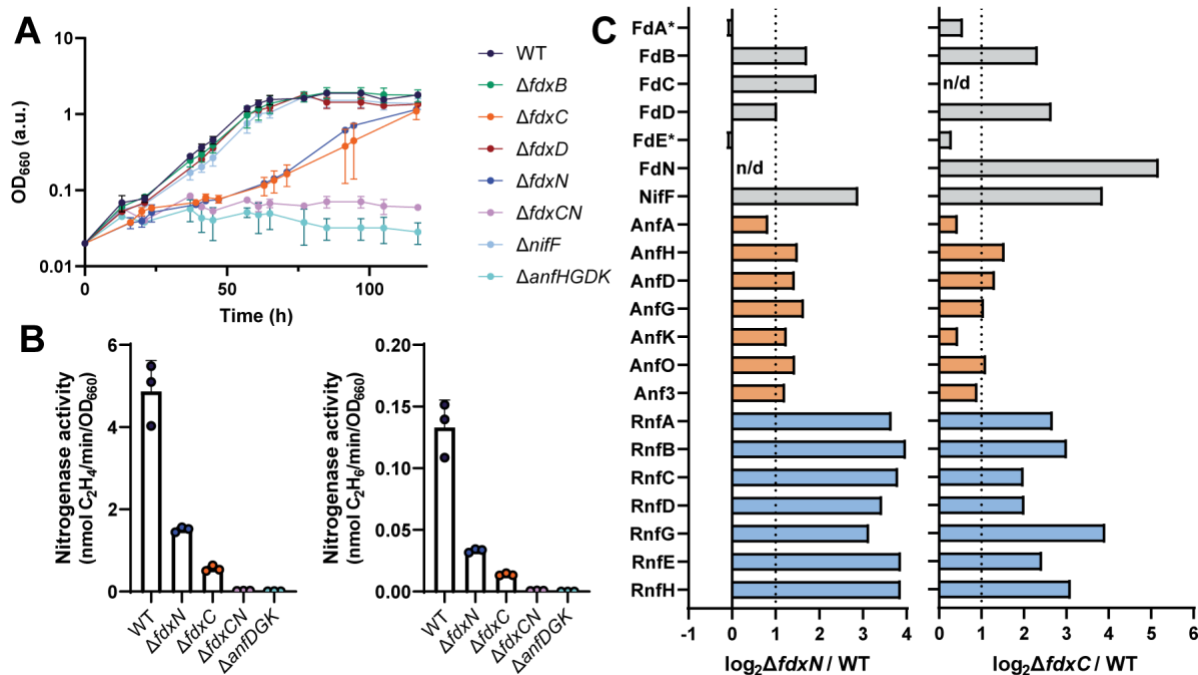 A
OD660 (a.u.)
10
1
0.1
0.01
0
50
100
Time (h)
WT
ΔfdxB
ΔfdxC
ΔfdxD
ΔfdxN
ΔfdxCN
ΔnifF
ΔanfHGDK
B
Nitrogenase activity
(nmol C2H4/min/OD660)
6
4
2
0
WT
ΔfdxN
ΔfdxC
ΔfdxCN
ΔanfDGK
Nitrogenase activity
(nmol C2H6/min/OD660)
0.20
0.15
0.10
0.05
0.00
WT
ΔfdxN
ΔfdxC
ΔfdxCN
ΔanfDGK
C
FdA*
FdB
FdC
FdD
FdE*
FdN
NifF
AnfA
AnfH
AnfD
AnfG
AnfK
AnfO
Anf3
RnfA
RnfB
RnfC
RnfD
RnfG
RnfE
RnfH
n/d
-1 0 1 2 3 4
log2ΔfdxN / WT
n/d
0 1 2 3 4 5 6
log2ΔfdxC / WT